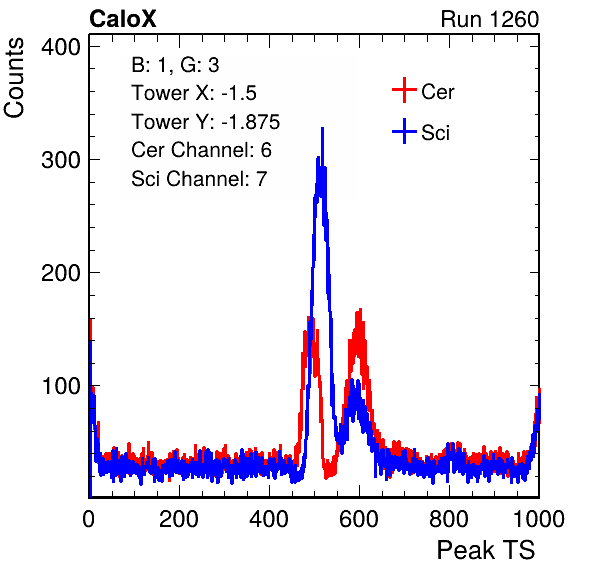 CaloX Run 1260
Counts
400
300
200
100
B: 1, G: 3
Tower X: -1.5
Tower Y: -1.875
Cer Channel: 6
Sci Channel: 7
Cer
Sci
0 200 400 600 800 1000
Peak TS